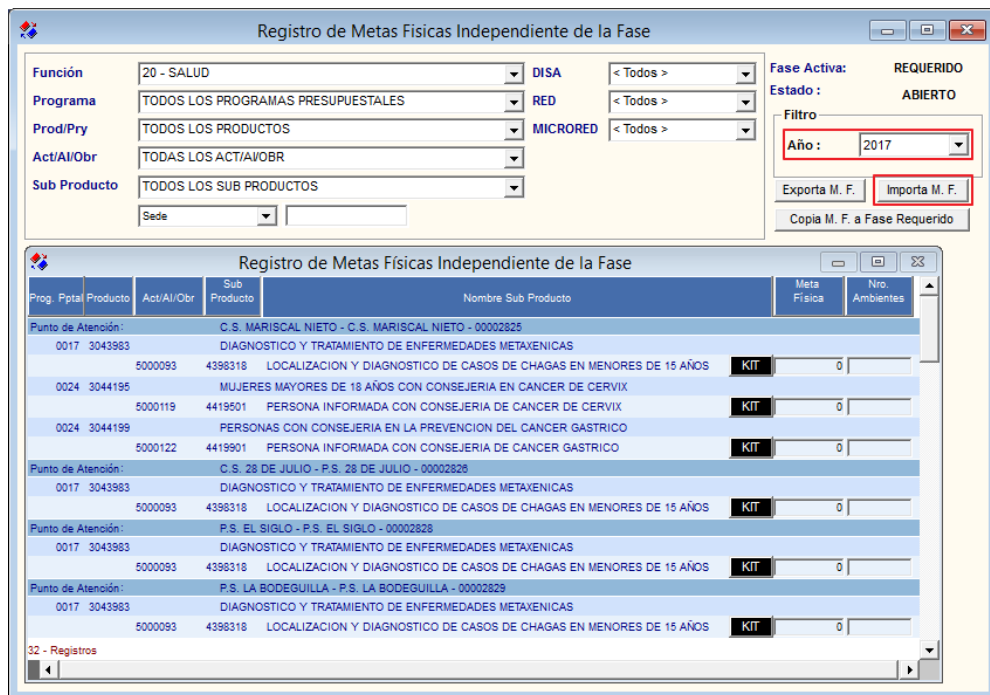 Registro de Metas Fisicas Independiente de la Fase
Función 20 - SALUD DISA < Todos > Fase Activa: REQUERIDO
Programa TODOS LOS PROGRAMAS PRESUPUESTALES RED < Todos > Estado : ABIERTO
Prod/Pry TODOS LOS PRODUCTOS MICRORED < Todos > Filtro
Act/AI/Obr TODAS LOS ACT/AI/OBR Año : 2017
Sub Producto TODOS LOS SUB PRODUCTOS Exporta M. F. Importa M. F.
Sede Copia M. F. a Fase Requerido
Registro de Metas Físicas Independiente de la Fase
Prog. Pptal Producto Act/AI/Obr Sub Producto Nombre Sub Producto Meta Física Nro. Ambientes
Punto de Atención: C.S. MARISCAL NIETO - C.S. MARISCAL NIETO - 00002825
0017 3043983 DIAGNOSTICO Y TRATAMIENTO DE ENFERMEDADES METAXENICAS
5000093 4398318 LOCALIZACION Y DIAGNOSTICO DE CASOS DE CHAGAS EN MENORES DE 15 AÑOS KIT 0
0024 3044195 MUJERES MAYORES DE 18 AÑOS CON CONSEJERIA EN CANCER DE CERVIX
5000119 4419501 PERSONA INFORMADA CON CONSEJERIA DE CANCER DE CERVIX KIT 0
0024 3044199 PERSONAS CON CONSEJERIA EN LA PREVENCION DEL CANCER GASTRICO
5000122 4419901 PERSONA INFORMADA CON CONSEJERIA DE CANCER GASTRICO KIT 0
Punto de Atención: C.S. 28 DE JULIO - P.S. 28 DE JULIO - 00002826
0017 3043983 DIAGNOSTICO Y TRATAMIENTO DE ENFERMEDADES METAXENICAS
5000093 4398318 LOCALIZACION Y DIAGNOSTICO DE CASOS DE CHAGAS EN MENORES DE 15 AÑOS KIT 0
Punto de Atención: P.S. EL SIGLO - P.S. EL SIGLO - 00002828
0017 3043983 DIAGNOSTICO Y TRATAMIENTO DE ENFERMEDADES METAXENICAS
5000093 4398318 LOCALIZACION Y DIAGNOSTICO DE CASOS DE CHAGAS EN MENORES DE 15 AÑOS KIT 0
Punto de Atención: P.S. LA BODEGUILLA - P.S. LA BODEGUILLA - 00002829
0017 3043983 DIAGNOSTICO Y TRATAMIENTO DE ENFERMEDADES METAXENICAS
5000093 4398318 LOCALIZACION Y DIAGNOSTICO DE CASOS DE CHAGAS EN MENORES DE 15 AÑOS KIT 0
32 - Registros